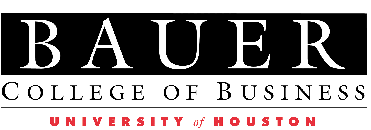 BAUER
COLLEGE OF BUSINESS
UNIVERSITY of HOUSTON